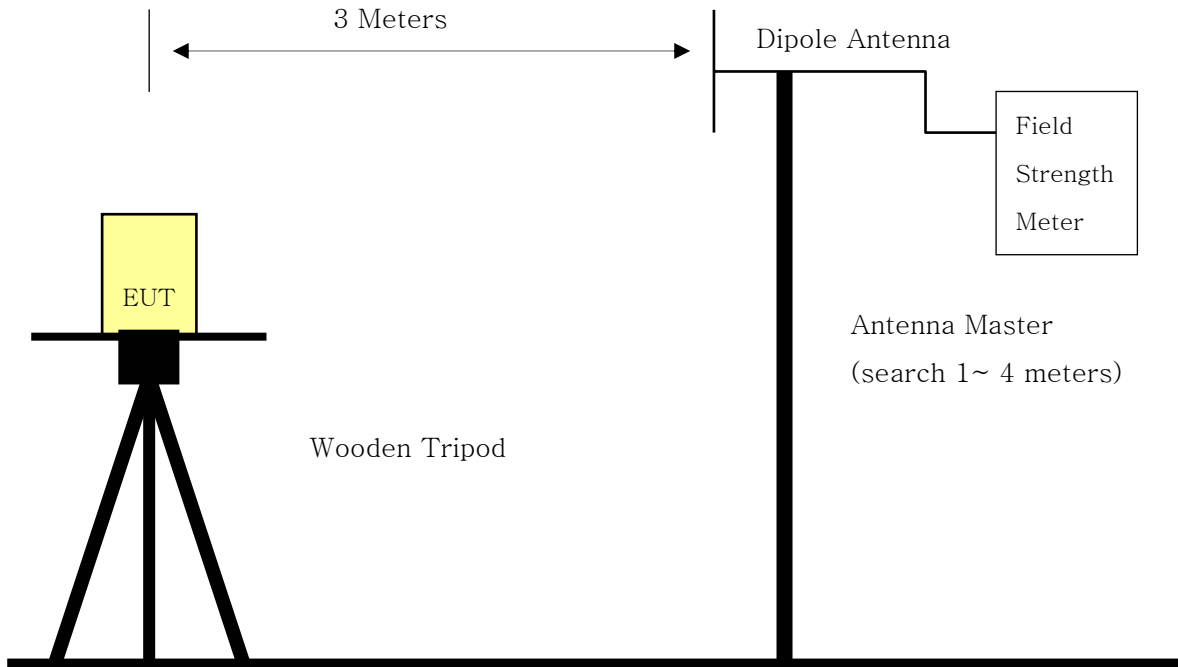 3 Meters
Dipole Antenna
Field
Strength
Meter
EUT
Antenna Master
(search 1~ 4 meters)
Wooden Tripod